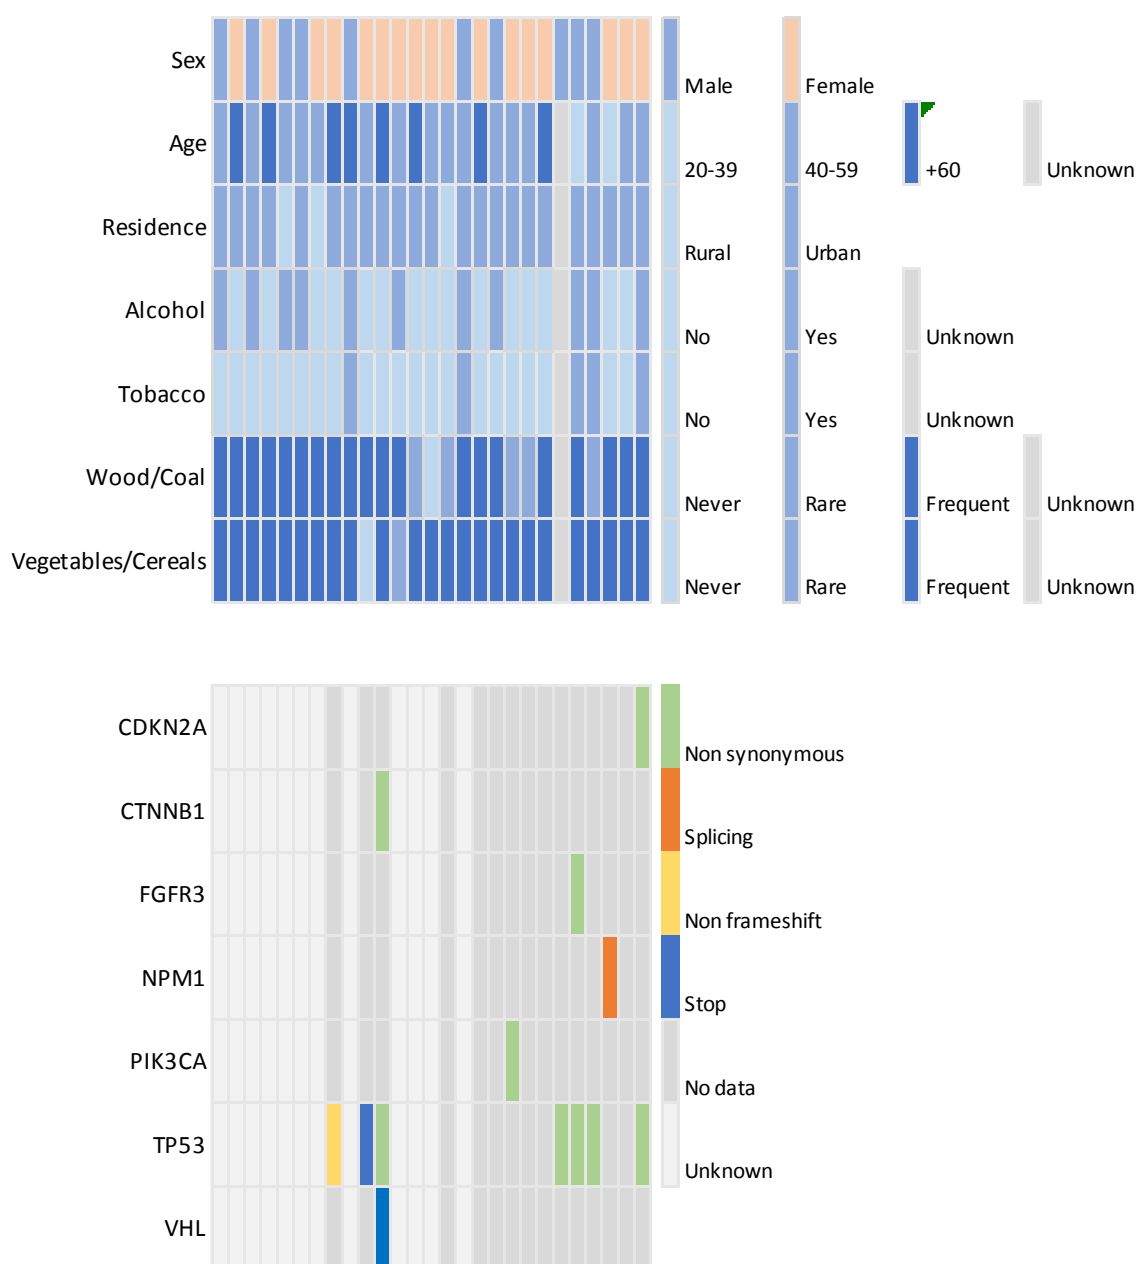 Sex
Male Female
Age
20-39 40-59 +60 Unknown
Residence
Rural Urban
Alcohol
No Yes Unknown
Tobacco
No Yes Unknown
Wood/Coal
Never Rare Frequent Unknown
Vegetables/Cereals
Never Rare Frequent Unknown
CDKN2A
Non synonymous
CTNNB1
Splicing
FGFR3
Non frameshift
NPM1
Stop
PIK3CA
No data
TP53
Unknown
VHL